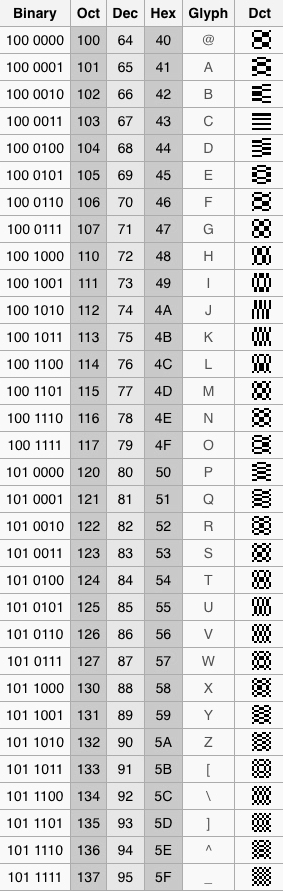 Binary Oct Dec Hex Glyph Dct
100 0000 100 64 40 @
100 0001 101 65 41 A
100 0010 102 66 42 B
100 0011 103 67 43 C
100 0100 104 68 44 D
100 0101 105 69 45 E
100 0110 106 70 46 F
100 0111 107 71 47 G
100 1000 110 72 48 H
100 1001 111 73 49 I
100 1010 112 74 4A J
100 1011 113 75 4B K
100 1100 114 76 4C L
100 1101 115 77 4D M
100 1110 116 78 4E N
100 1111 117 79 4F O
101 0000 120 80 50 P
101 0001 121 81 51 Q
101 0010 122 82 52 R
101 0011 123 83 53 S
101 0100 124 84 54 T
101 0101 125 85 55 U
101 0110 126 86 56 V
101 0111 127 87 57 W
101 1000 130 88 58 X
101 1001 131 89 59 Y
101 1010 132 90 5A Z
101 1011 133 91 5B [
101 1100 134 92 5C \
101 1101 135 93 5D ]
101 1110 136 94 5E ^
101 1111 137 95 5F _